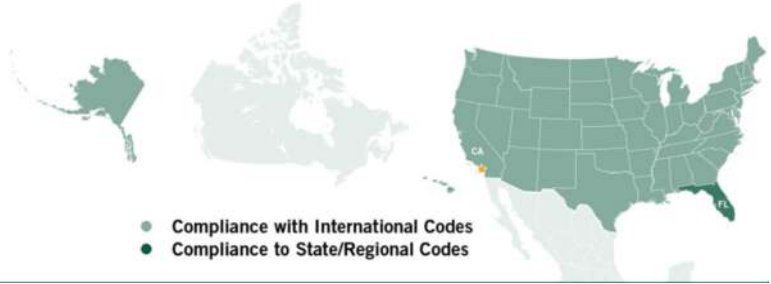 CA
FL
Compliance with International Codes
Compliance to State/Regional Codes